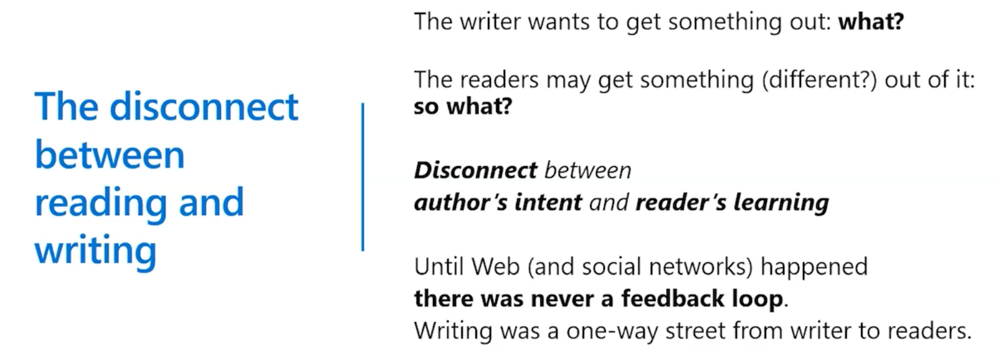 The disconnect
between
reading and
writing
The writer wants to get something out: what?
The readers may get something (different?) out of it:
so what?
Disconnect between
author's intent and reader's learning
Until Web (and social networks) happened
there was never a feedback loop.
Writing was a one-way street from writer to readers.